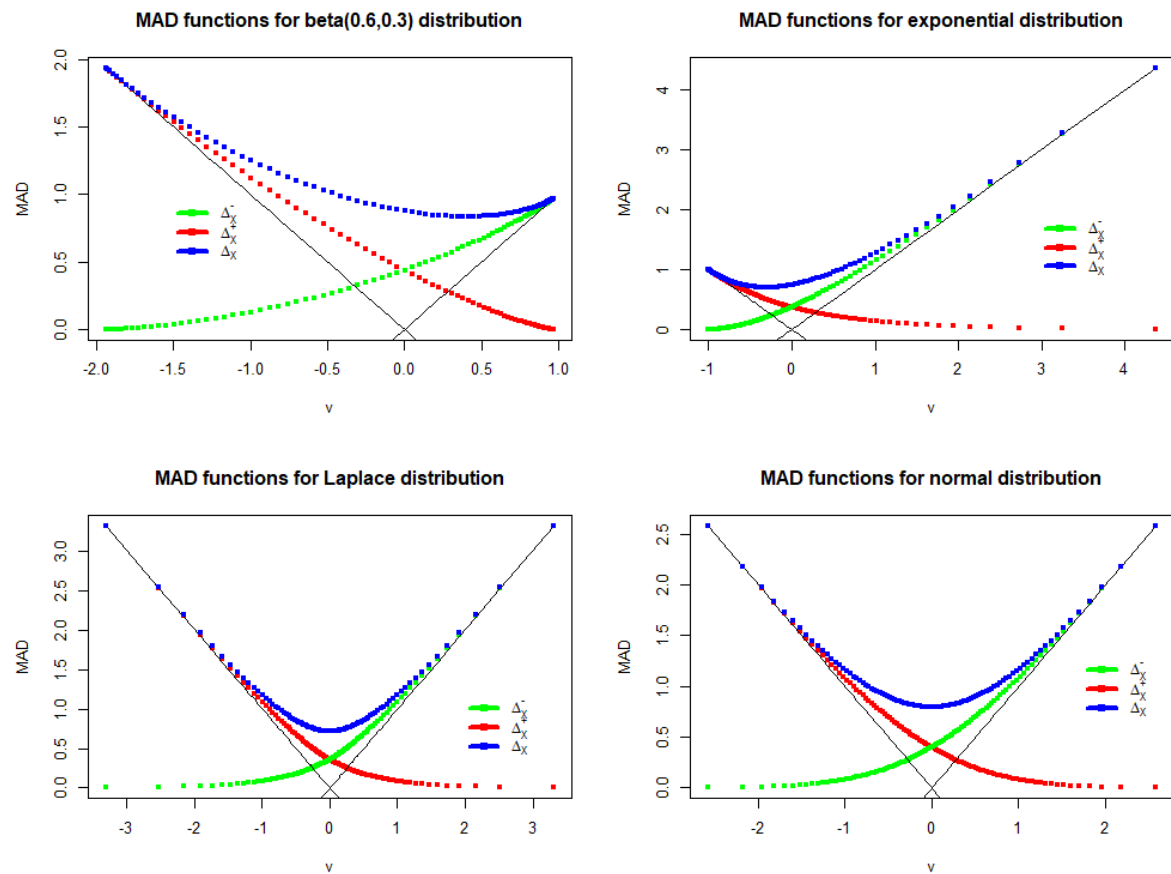 MAD functions for beta(0.6,0.3) distribution
MAD
2.0
1.5
1.0
0.5
0.0
Δ⁻X
Δ⁺X
ΔX
-2.0 -1.5 -1.0 -0.5 0.0 0.5 1.0
v
MAD functions for exponential distribution
MAD
4
3
2
1
0
Δ⁻X
Δ⁺X
ΔX
-1 0 1 2 3 4
v
MAD functions for Laplace distribution
MAD
3.0
2.5
2.0
1.5
1.0
0.5
0.0
Δ⁻X
Δ⁺X
ΔX
-3 -2 -1 0 1 2 3
v
MAD functions for normal distribution
MAD
2.5
2.0
1.5
1.0
0.5
0.0
Δ⁻X
Δ⁺X
ΔX
-2 -1 0 1 2
v